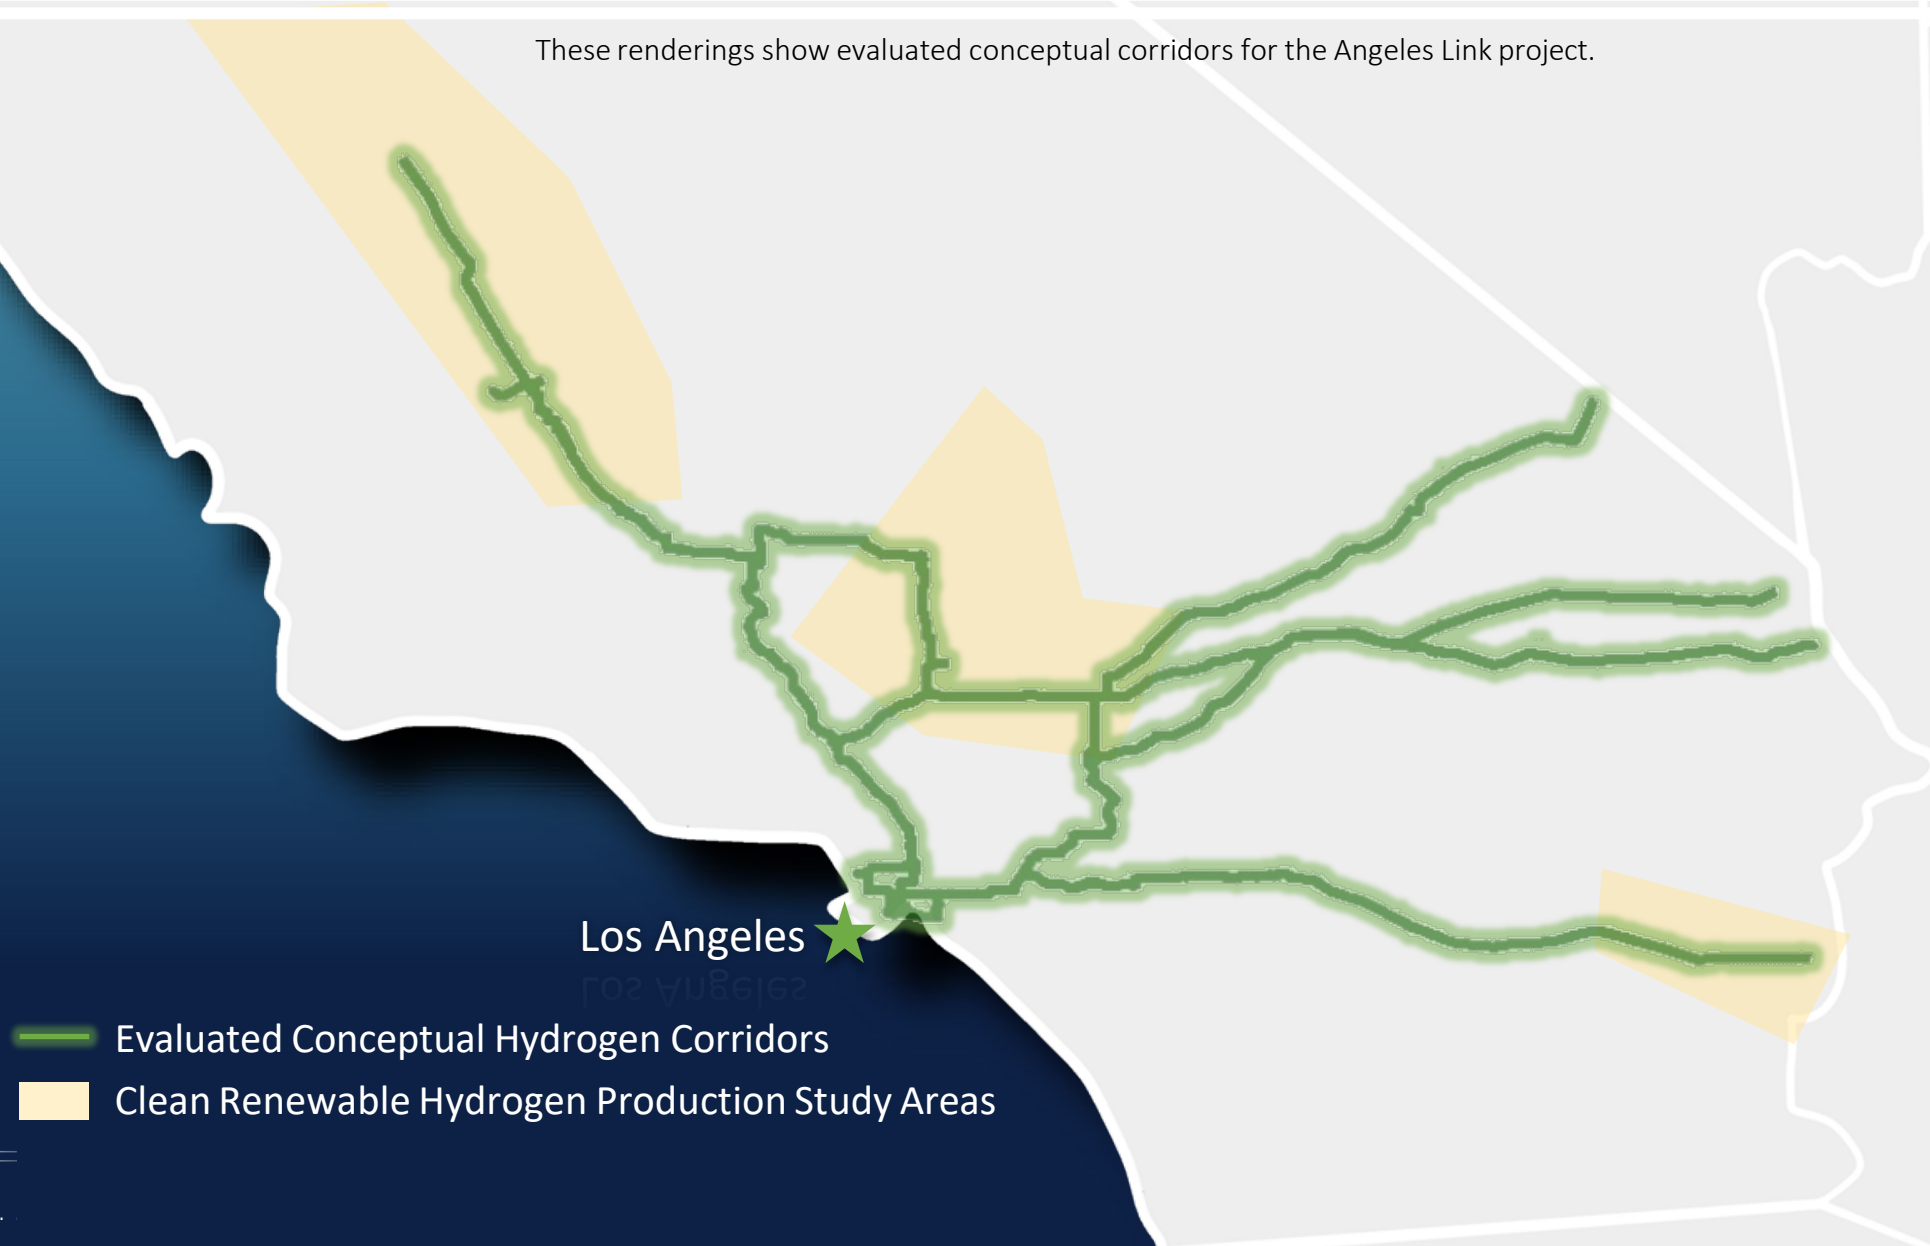 These renderings show evaluated conceptual corridors for the Angeles Link project.
Los Angeles
Evaluated Conceptual Hydrogen Corridors
Clean Renewable Hydrogen Production Study Areas